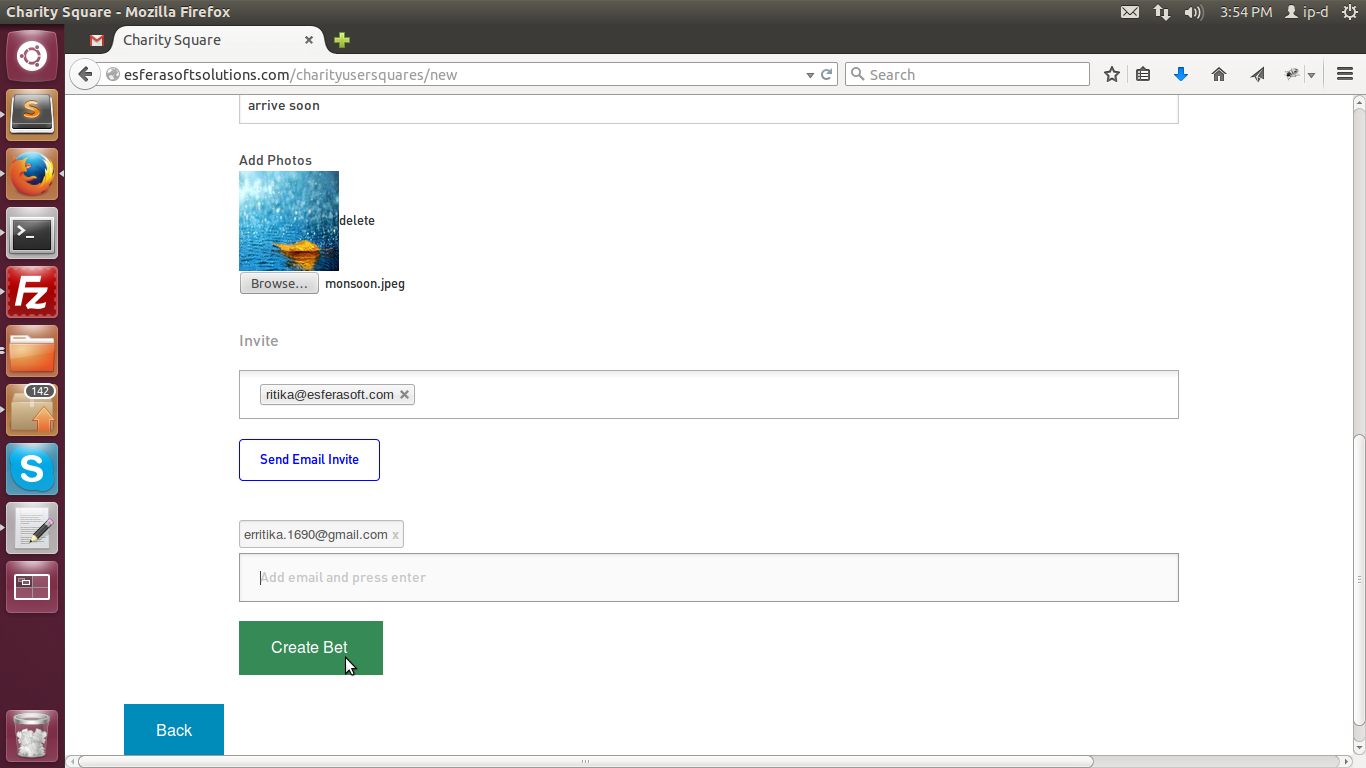 Charity Square - Mozilla Firefox
3:54 PM ip-d
Charity Square
esferasoftsolutions.com/charityusersquares/new
Search
S
>_
Fz
142
S
arrive soon
Add Photos
delete
Browse... monsoon.jpeg
Invite
ritika@esferasoft.com
Send Email Invite
erritika.1690@gmail.com x
Add email and press enter
Create Bet
Back